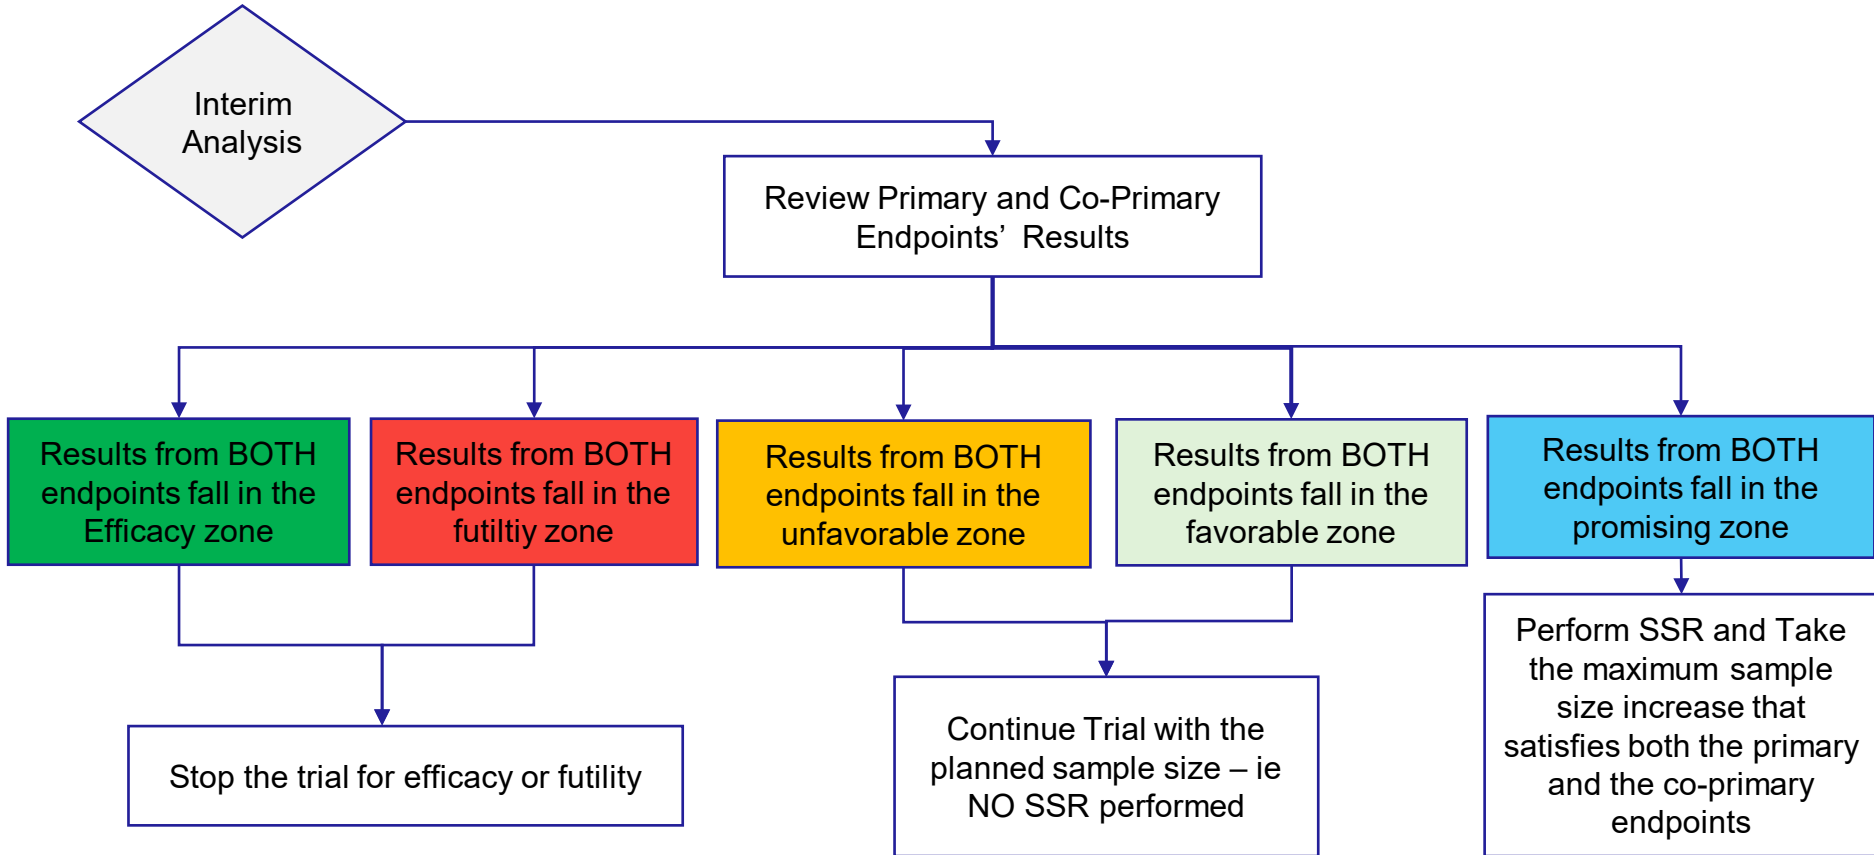 Interim
Analysis
Review Primary and Co-Primary
Endpoints’ Results
Results from BOTH
endpoints fall in the
Efficacy zone
Results from BOTH
endpoints fall in the
futiltiy zone
Results from BOTH
endpoints fall in the
unfavorable zone
Results from BOTH
endpoints fall in the
favorable zone
Results from BOTH
endpoints fall in the
promising zone
Stop the trial for efficacy or futility
Continue Trial with the
planned sample size – ie
NO SSR performed
Perform SSR and Take
the maximum sample
size increase that
satisfies both the primary
and the co-primary
endpoints